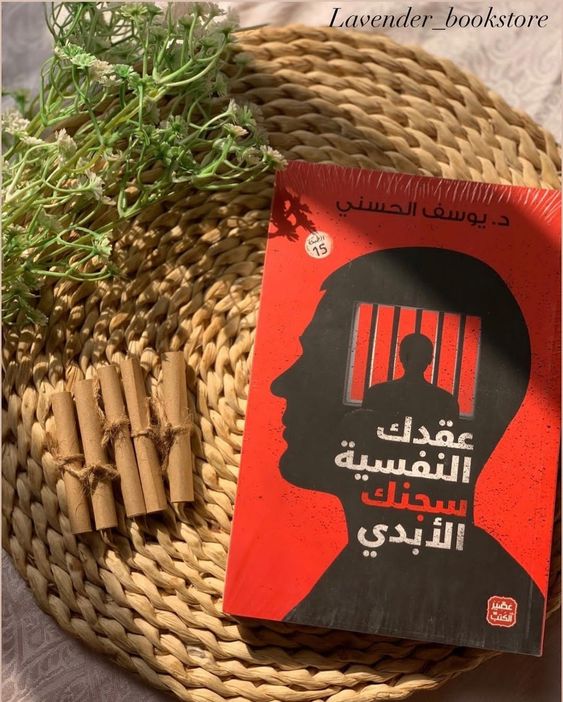 Lavender_bookstore
د. يوسف الحسني
الطبعة
15
عقدك
النفسية
سجنك
الأبدي
عصير
الكتب